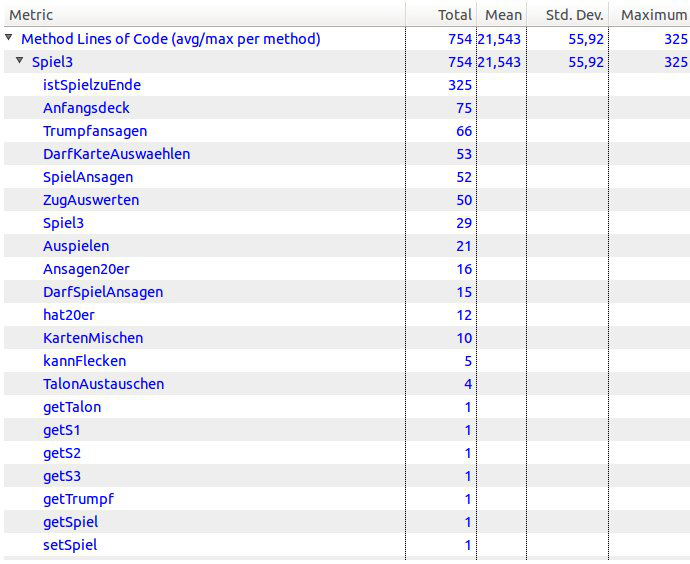 Metric Total Mean Std. Dev. Maximum
Method Lines of Code (avg/max per method) 754 21,543 55,92 325
Spiel3 754 21,543 55,92 325
istSpielzuEnde 325
Anfangsdeck 75
Trumpfansagen 66
DarfKarteAuswaehlen 53
SpielAnsagen 52
ZugAuswerten 50
Spiel3 29
Auspielen 21
Ansagen20er 16
DarfSpielAnsagen 15
hat20er 12
KartenMischen 10
kannFlecken 5
TalonAustauschen 4
getTalon 1
getS1 1
getS2 1
getS3 1
getTrumpf 1
getSpiel 1
setSpiel 1